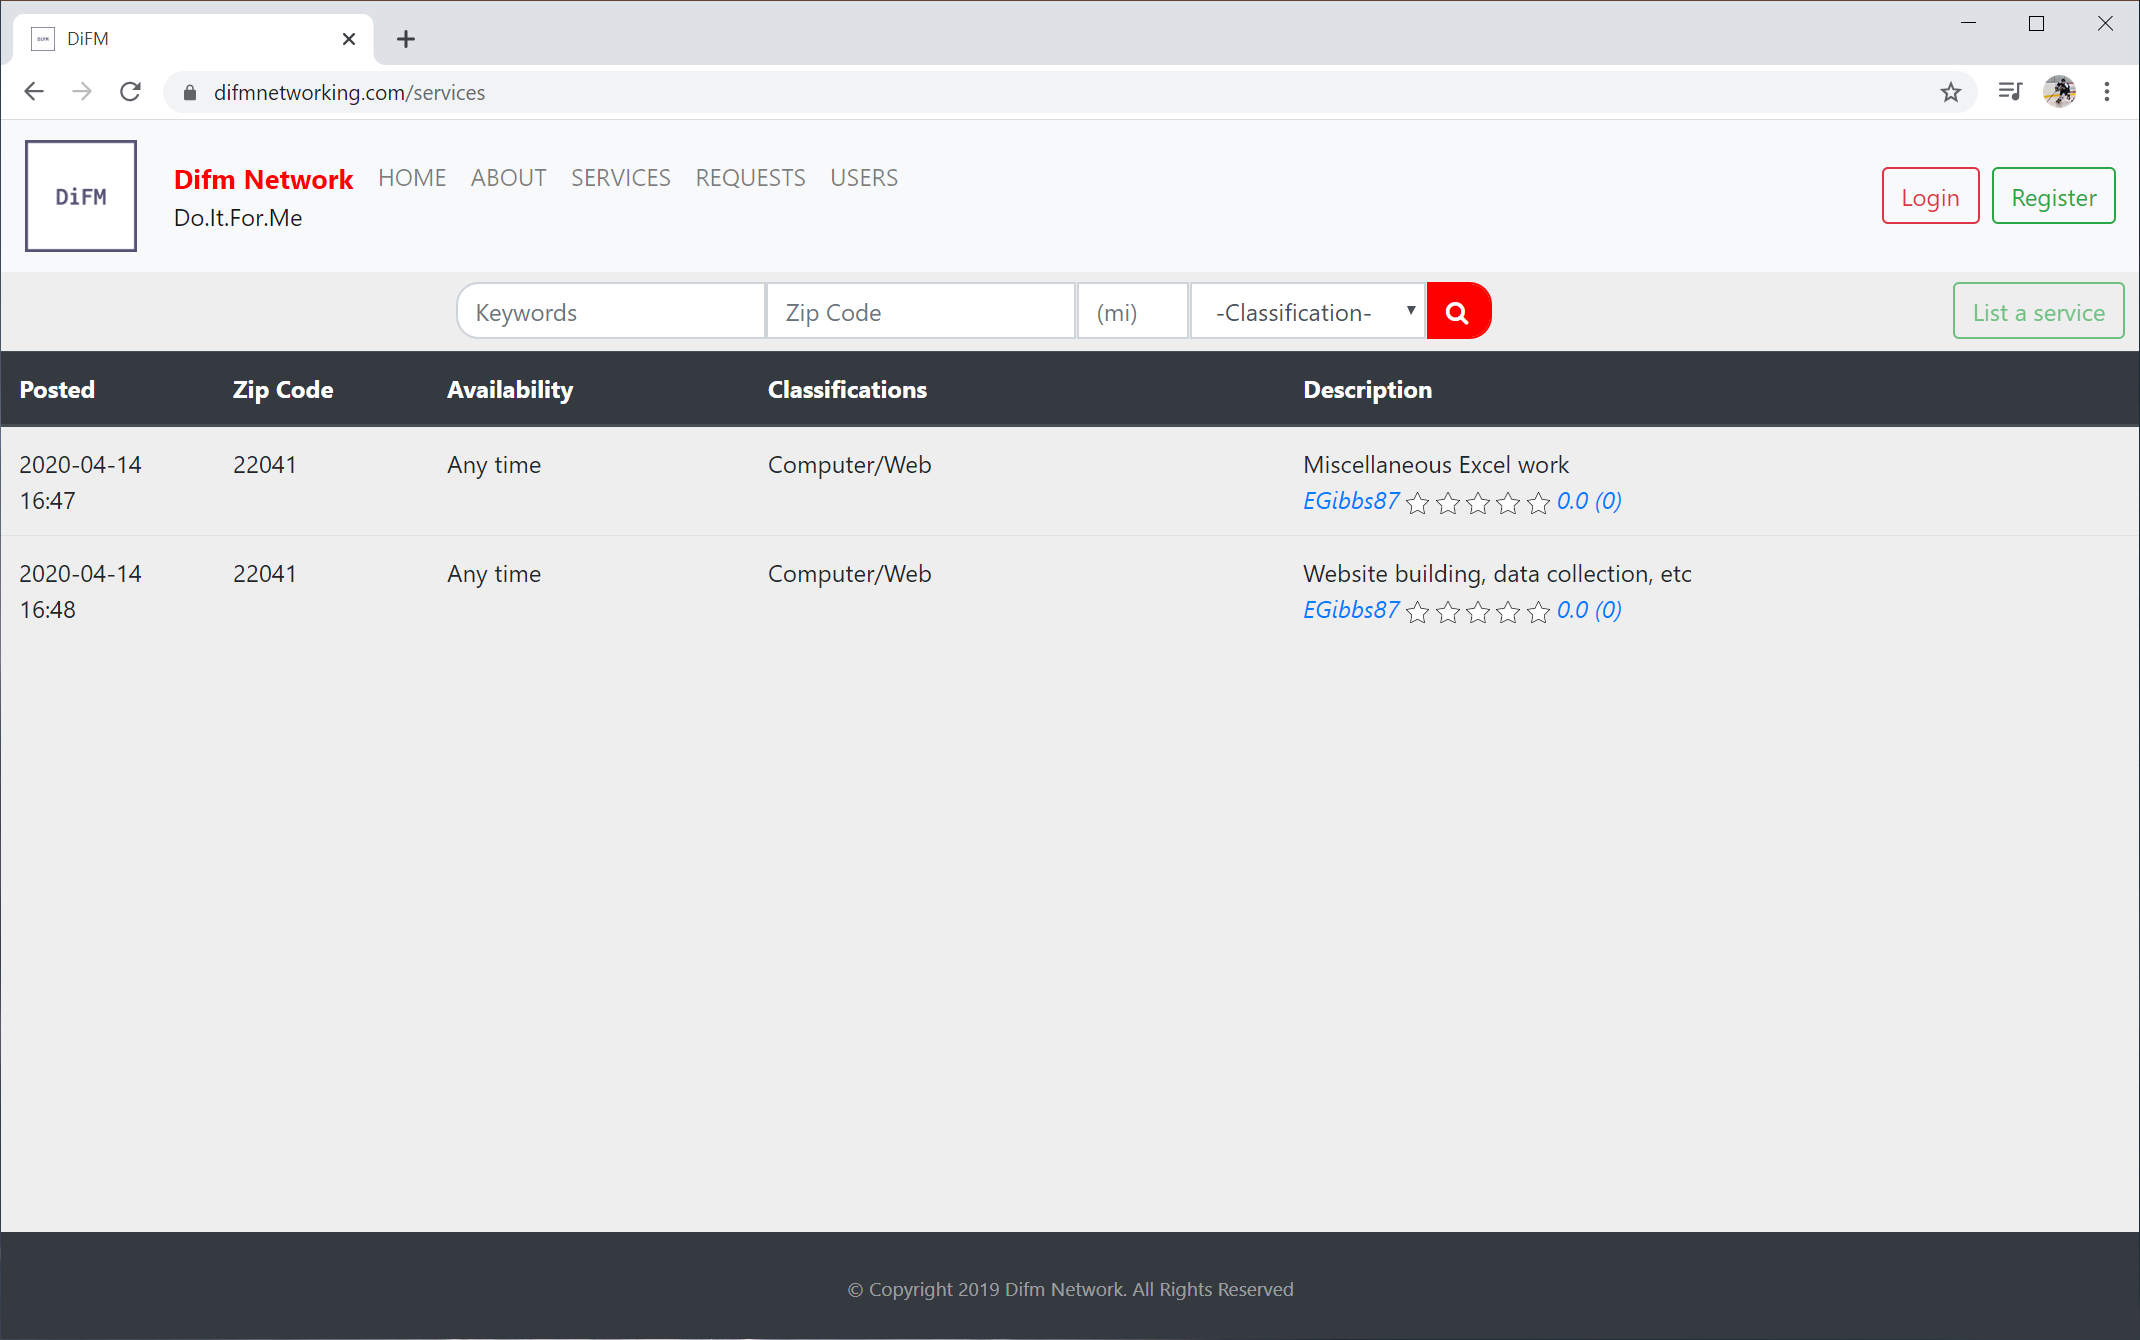 DiFM
difmnetworking.com/services
DiFM
Difm Network HOME ABOUT SERVICES REQUESTS USERS
Do.It.For.Me
Login Register
Keywords Zip Code (mi) -Classification- List a service
Posted Zip Code Availability Classifications Description
2020-04-14 22041 Any time Computer/Web Miscellaneous Excel work
16:47 EGibbs87 0.0 (0)
2020-04-14 22041 Any time Computer/Web Website building, data collection, etc
16:48 EGibbs87 0.0 (0)
© Copyright 2019 Difm Network. All Rights Reserved